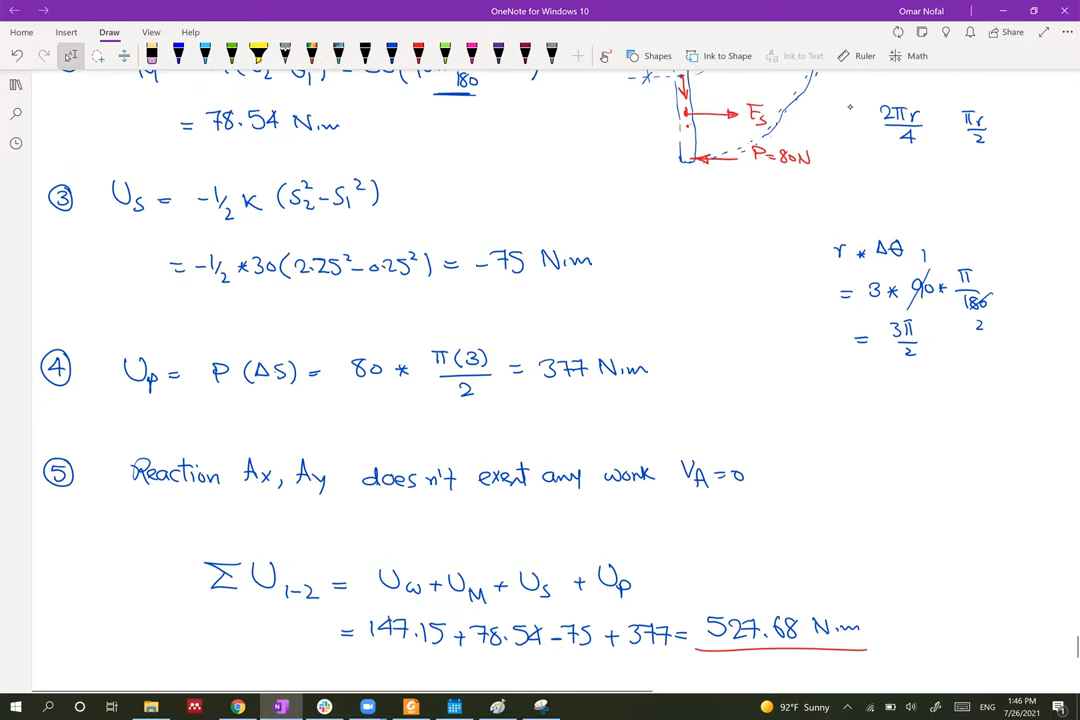 OneNote for Windows 10
Omar Nofal
Home Insert Draw View Help
Shapes Ink to Shape Ink to Text Ruler Math Share
180
= 78.54 N.m
Es
P=80N
2πr/4 πr/2
③ Us = -1/2 K (S2² - S1²)
= -1/2 *30(2.25² - 0.25²) = -75 N.m
r * Δθ
= 3 * 90 * π/180
1
2
= 3π/2
④ Up = P (ΔS) = 80 * π(3)/2 = 377 N.m
⑤ Reaction Ax, Ay doesn't exert any work VA=0
ΣU1-2 = Uw + UM + Us + Up
= 147.15 + 78.54 - 75 + 377 = 527.68 N.m
92°F Sunny
ENG
1:46 PM
7/26/2021